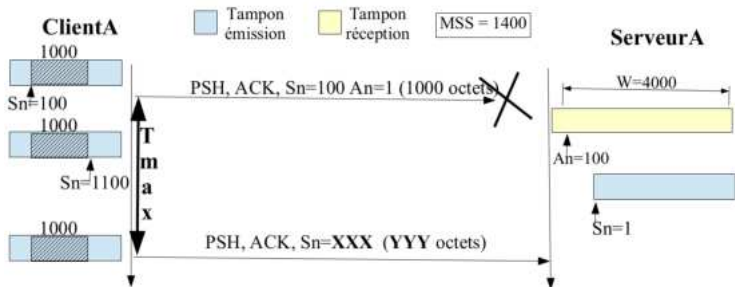 ClientA
Tampon
émission
Tampon
réception
MSS = 1400
ServeurA
1000
Sn=100
PSH, ACK, Sn=100 An=1 (1000 octets)
W=4000
1000
Sn=1100
T
m
a
x
An=100
Sn=1
1000
PSH, ACK, Sn=XXX (YYY octets)